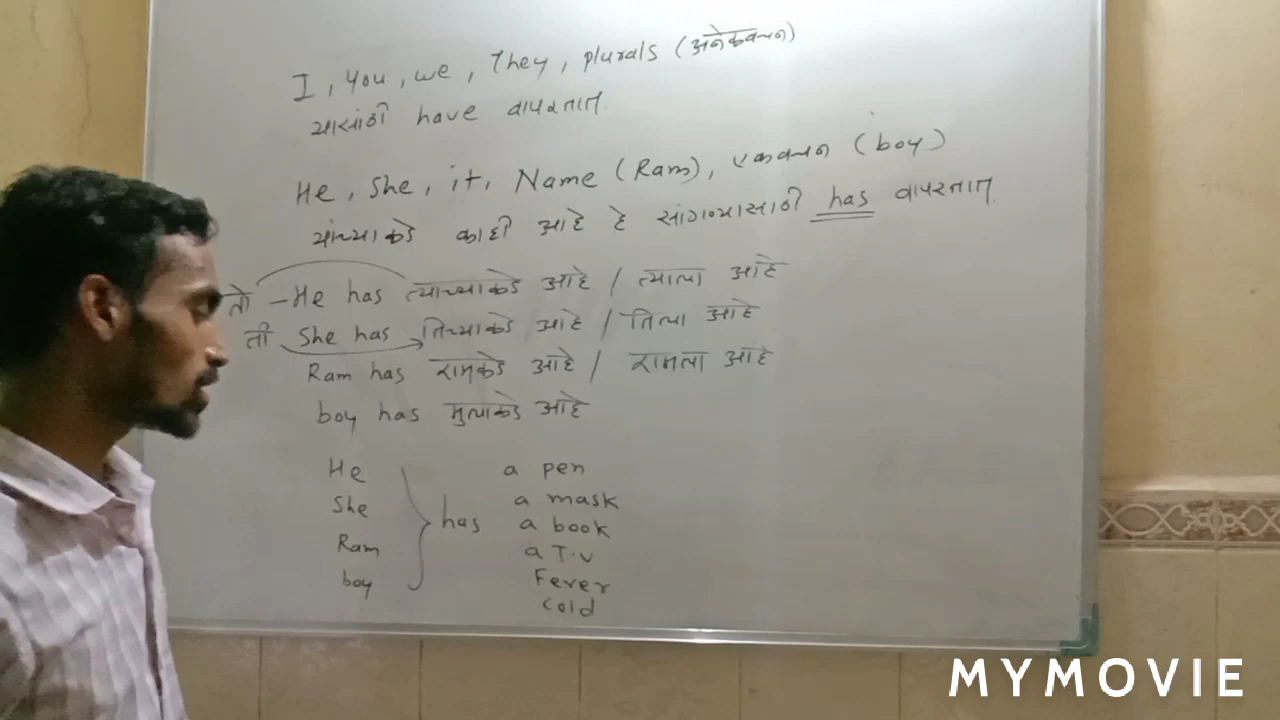 I, you, we, They, plurals (अनेकवचन)
यासाठी have वापरतात.
He, She, it, Name (Ram), एकवचन (boy)
यांच्याकडे काही आहे हे सांगण्यासाठी has वापरतात.
तो - He has त्याच्याकडे आहे / त्याला आहे
ती She has तिच्याकडे आहे / तिला आहे
Ram has रामकडे आहे / रामला आहे
boy has मुलाकडे आहे
He a pen
She has a mask
a book
Ram a T.V
boy Fever
cold
MYMOVIE